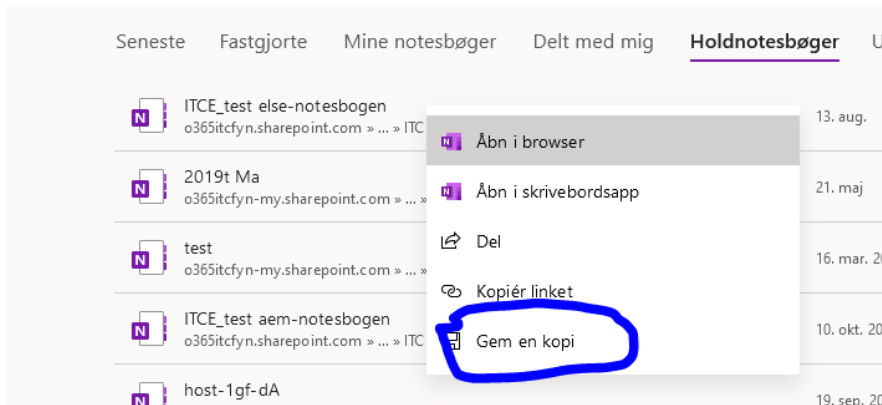 Seneste Fastgjorte Mine notesbøger Delt med mig Holdnotesbøger
ITCE_test else-notesbogen
o365itcfyn.sharepoint.com » ... » ITC
13. aug.
2019t Ma
o365itcfyn-my.sharepoint.com » ... »
21. maj
test
o365itcfyn-my.sharepoint.com » ... »
16. mar. 20
ITCE_test aem-notesbogen
o365itcfyn.sharepoint.com » ... » ITC
10. okt. 20
host-1gf-dA
19. sep. 20
Åbn i browser
Åbn i skrivebordsapp
Del
Kopiér linket
Gem en kopi